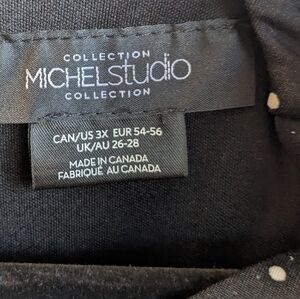 COLLECTION
MICHELStudio
COLLECTION
CAN/US 3X EUR 54-56
UK/AU 26-28
MADE IN CANADA
FABRIQUÉ AU CANADA